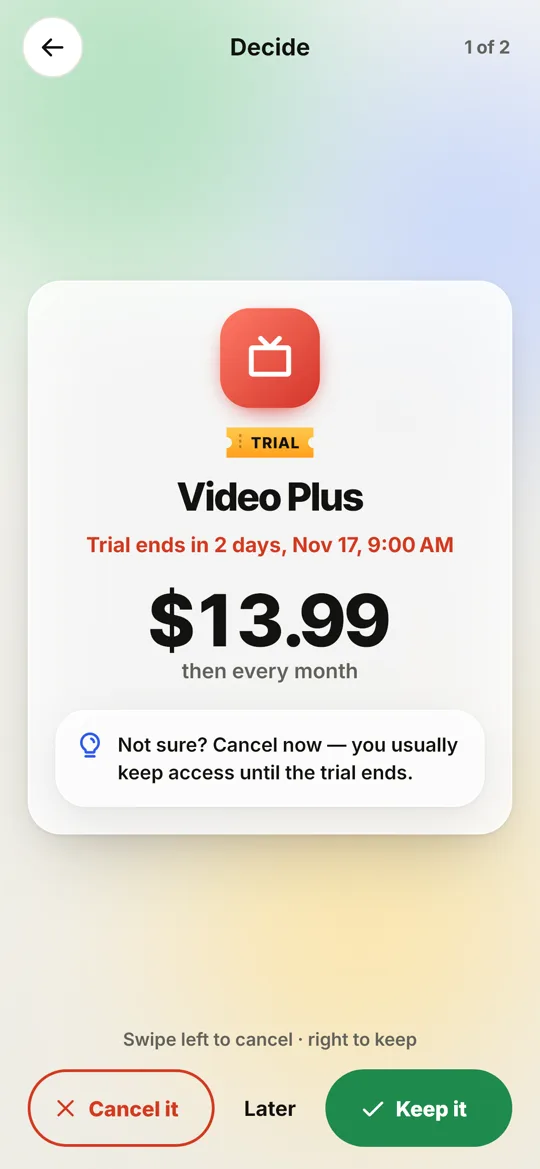 Decide
1 of 2
TRIAL
Video Plus
Trial ends in 2 days, Nov 17, 9:00 AM
$13.99
then every month
Not sure? Cancel now — you usually
keep access until the trial ends.
Swipe left to cancel · right to keep
Cancel it
Later
Keep it